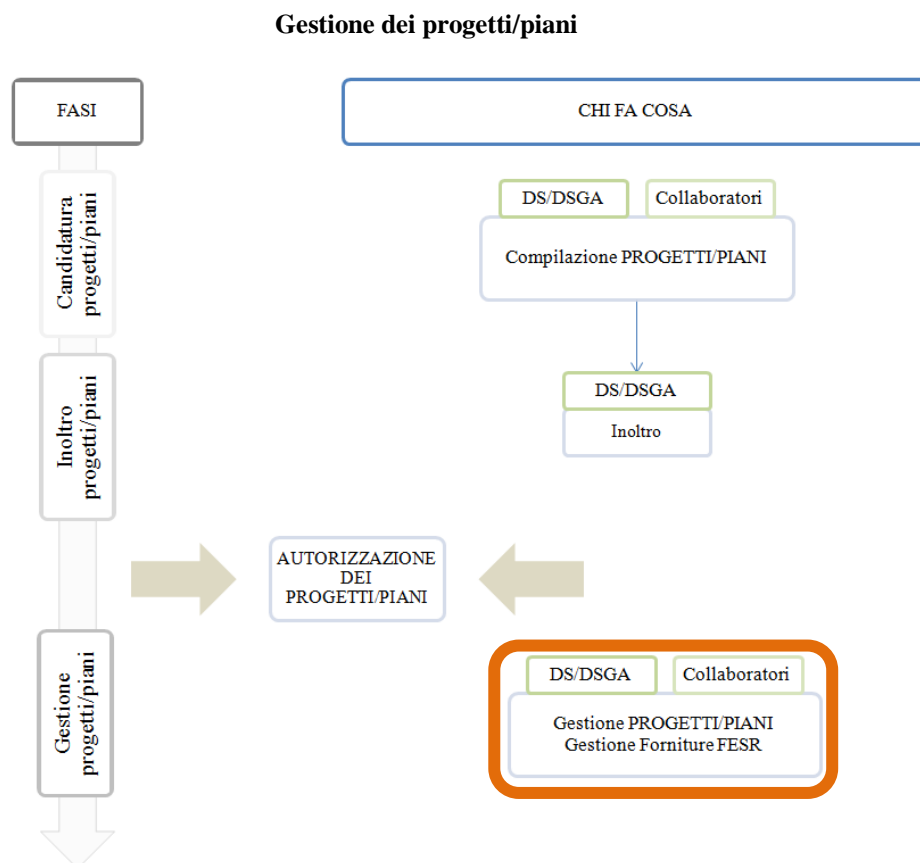 Gestione dei progetti/piani
FASI
CHI FA COSA
Candidatura
progetti/piani
DS/DSGA
Collaboratori
Compilazione PROGETTI/PIANI
Inoltro
progetti/piani
DS/DSGA
Inoltro
AUTORIZZAZIONE
DEI
PROGETTI/PIANI
Gestione
progetti/piani
DS/DSGA
Collaboratori
Gestione PROGETTI/PIANI
Gestione Forniture FESR